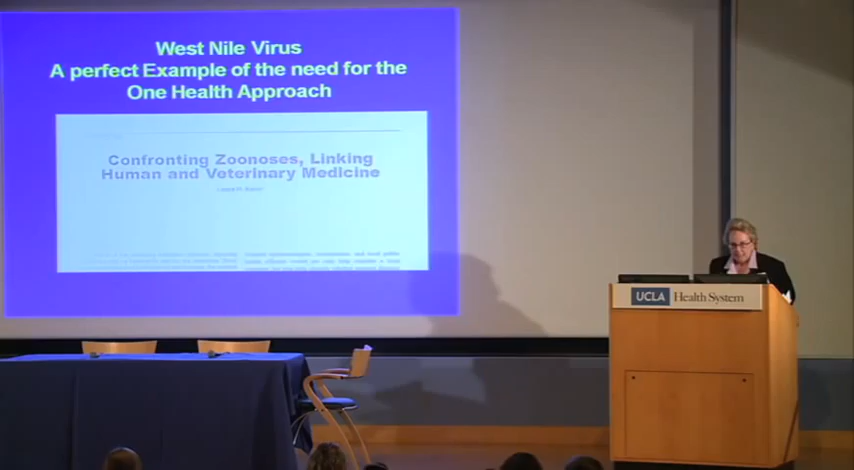 West Nile Virus
A perfect Example of the need for the
One Health Approach
Confronting Zoonoses, Linking
Human and Veterinary Medicine
UCLA Health System